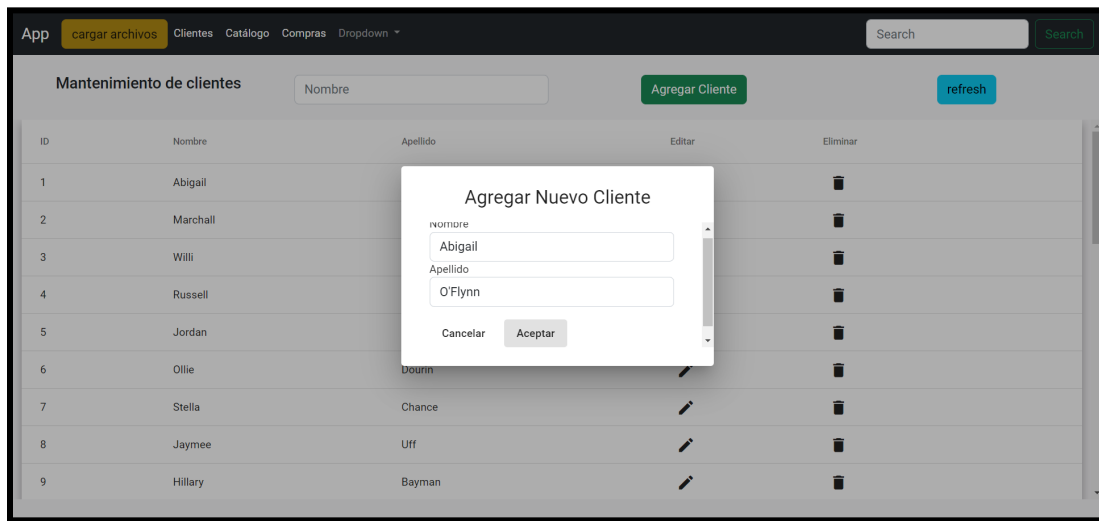 App cargar archivos Clientes Catálogo Compras Dropdown Search Search
Mantenimiento de clientes Nombre Agregar Cliente refresh
ID Nombre Apellido Editar Eliminar
1 Abigail
2 Marchall
3 Willi
4 Russell
5 Jordan
6 Ollie Dourin
7 Stella Chance
8 Jaymee Uff
9 Hillary Bayman
Agregar Nuevo Cliente
Nombre
Abigail
Apellido
O'Flynn
Cancelar Aceptar